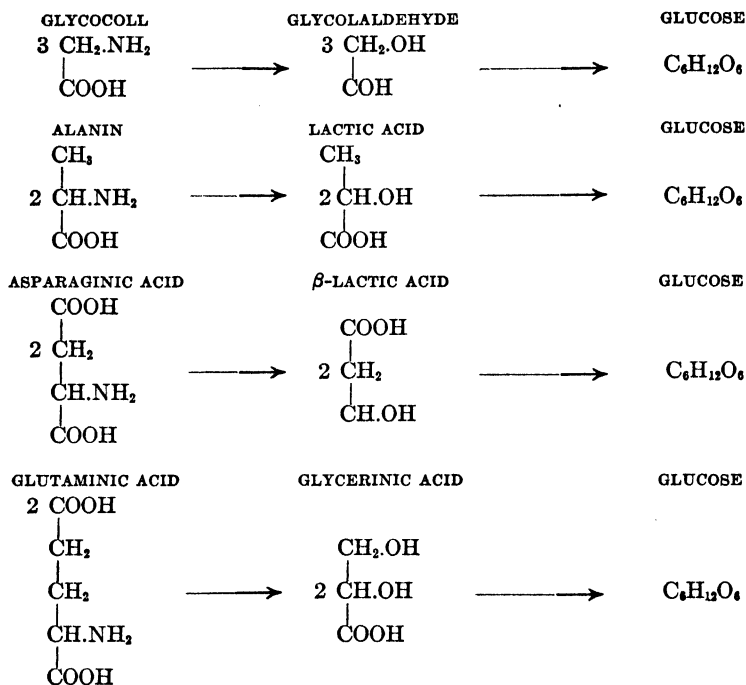 GLYCOCOLL GLYCOLALDEHYDE GLUCOSE
3 CH₂.NH₂ 3 CH₂.OH
C₆H₁₂O₆
COOH COH
ALANIN LACTIC ACID GLUCOSE
CH₃ CH₃
2 CH.NH₂ 2 CH.OH C₆H₁₂O₆
COOH COOH
ASPARAGINIC ACID β-LACTIC ACID GLUCOSE
COOH
COOH
2 CH₂
2 CH₂ C₆H₁₂O₆
CH.NH₂
CH.OH
COOH
GLUTAMINIC ACID GLYCERINIC ACID GLUCOSE
2 COOH
CH₂ CH₂.OH
CH₂ 2 CH.OH C₆H₁₂O₆
CH.NH₂ COOH
COOH